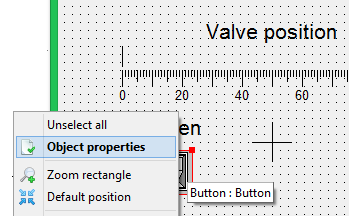 Valve position
0 20 40 60
en
Unselect all
Object properties
Zoom rectangle
Default position
Button : Button